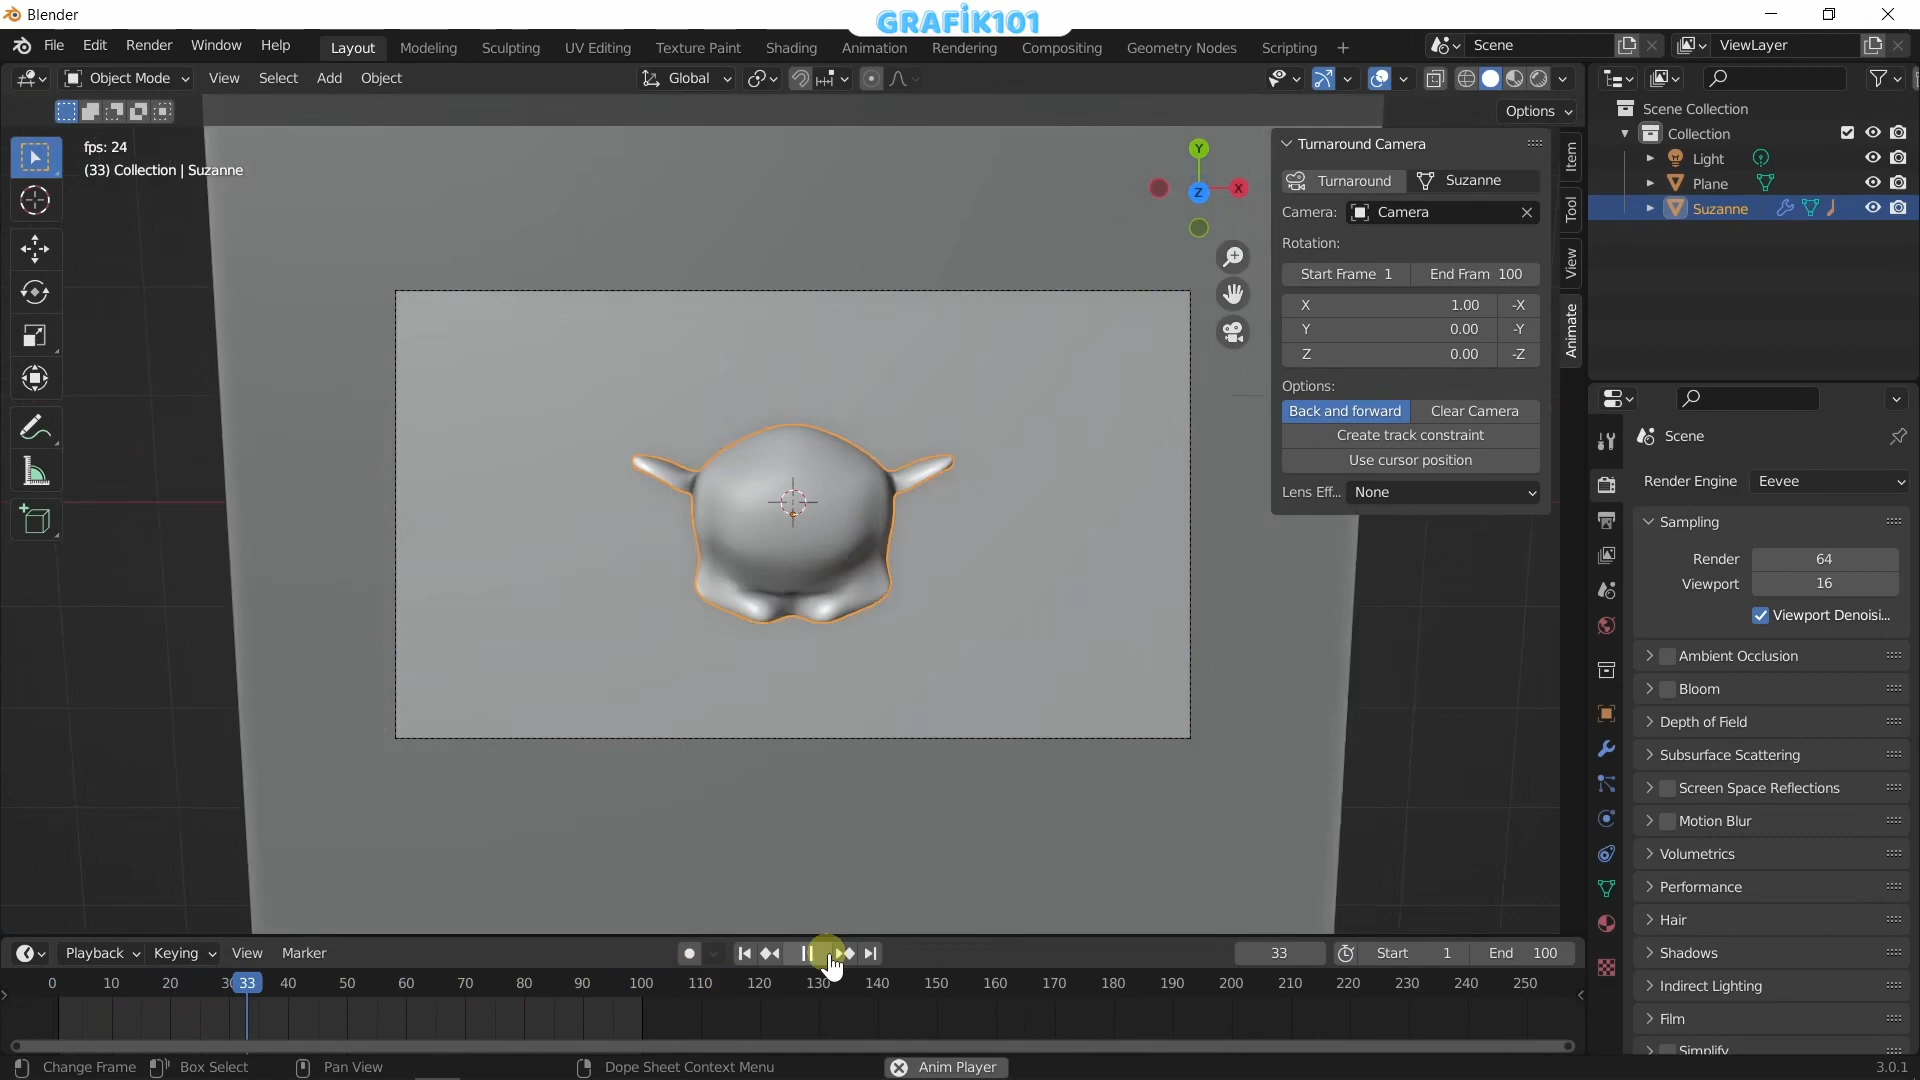 Blender
GRAFİK101
File Edit Render Window Help
Layout Modeling Sculpting UV Editing Texture Paint Shading Animation Rendering Compositing Geometry Nodes Scripting
Scene
ViewLayer
Object Mode View Select Add Object
Global
Options
fps: 24
(33) Collection | Suzanne
Y
X
Z
Turnaround Camera
Turnaround Suzanne
Camera: Camera
Rotation:
Start Frame 1 End Fram 100
X 1.00 -X
Y 0.00 -Y
Z 0.00 -Z
Options:
Back and forward Clear Camera
Create track constraint
Use cursor position
Lens Eff... None
Item
Tool
View
Animate
Scene Collection
Collection
Light
Plane
Suzanne
Scene
Render Engine Eevee
Sampling
Render 64
Viewport 16
Viewport Denoisi...
Ambient Occlusion
Bloom
Depth of Field
Subsurface Scattering
Screen Space Reflections
Motion Blur
Volumetrics
Performance
Hair
Shadows
Indirect Lighting
Film
Simplify
Playback Keying View Marker
33 Start 1 End 100
0 10 20 33 40 50 60 70 80 90 100 110 120 130 140 150 160 170 180 190 200 210 220 230 240 250
Change Frame Box Select Pan View Dope Sheet Context Menu Anim Player 3.0.1